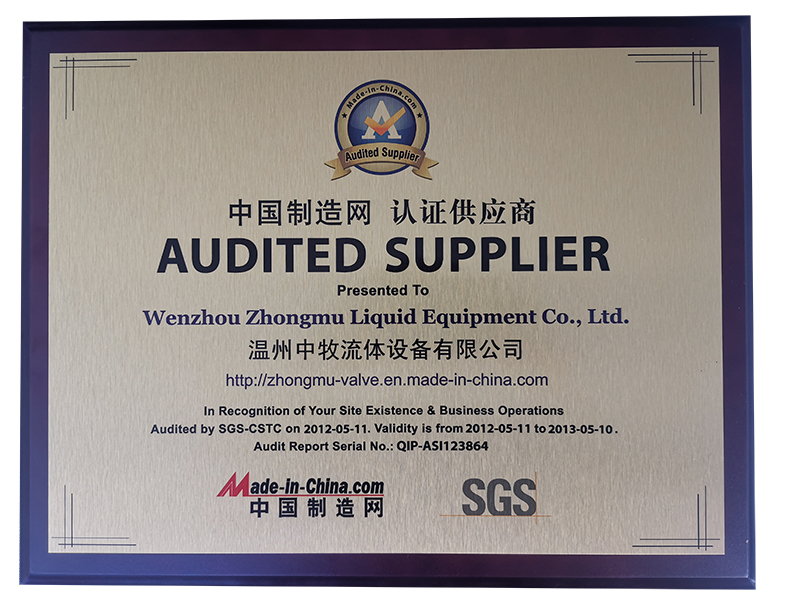 Made-in-China.com
A
Audited Supplier
中国制造网 认证供应商
AUDITED SUPPLIER
Presented To
Wenzhou Zhongmu Liquid Equipment Co., Ltd.
温州中牧流体设备有限公司
http://zhongmu-valve.en.made-in-china.com
In Recognition of Your Site Existence & Business Operations
Audited by SGS-CSTC on 2012-05-11. Validity is from 2012-05-11 to 2013-05-10.
Audit Report Serial No.: QIP-ASI123864
Made-in-China.com
中国制造网
SGS